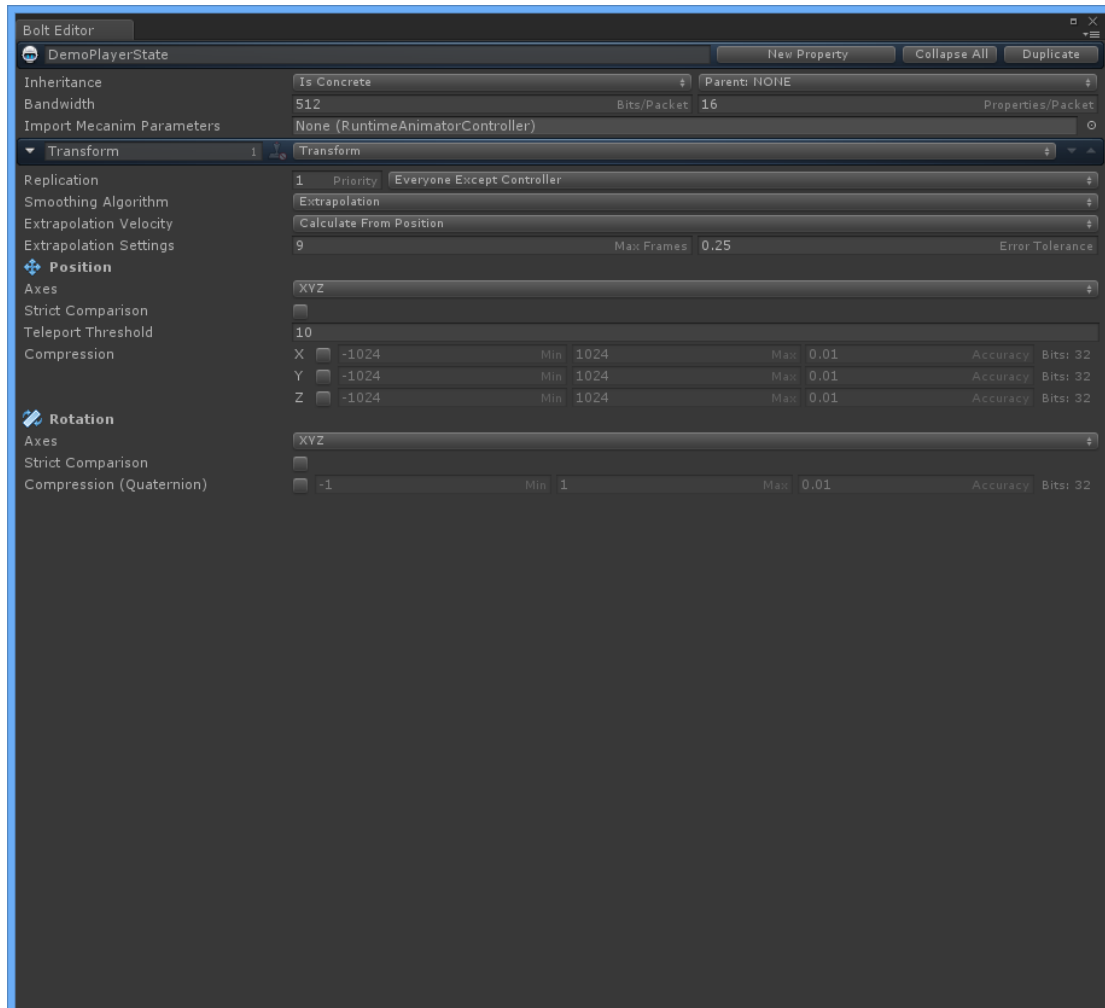 Bolt Editor
DemoPlayerState New Property Collapse All Duplicate
Inheritance Is Concrete Parent: NONE
Bandwidth 512 Bits/Packet 16 Properties/Packet
Import Mecanim Parameters None (RuntimeAnimatorController)
Transform 1 Transform
Replication 1 Priority Everyone Except Controller
Smoothing Algorithm Extrapolation
Extrapolation Velocity Calculate From Position
Extrapolation Settings 9 Max Frames 0.25 Error Tolerance
Position
Axes XYZ
Strict Comparison
Teleport Threshold 10
Compression X -1024 Min 1024 Max 0.01 Accuracy Bits: 32
Y -1024 Min 1024 Max 0.01 Accuracy Bits: 32
Z -1024 Min 1024 Max 0.01 Accuracy Bits: 32
Rotation
Axes XYZ
Strict Comparison
Compression (Quaternion) -1 Min 1 Max 0.01 Accuracy Bits: 32